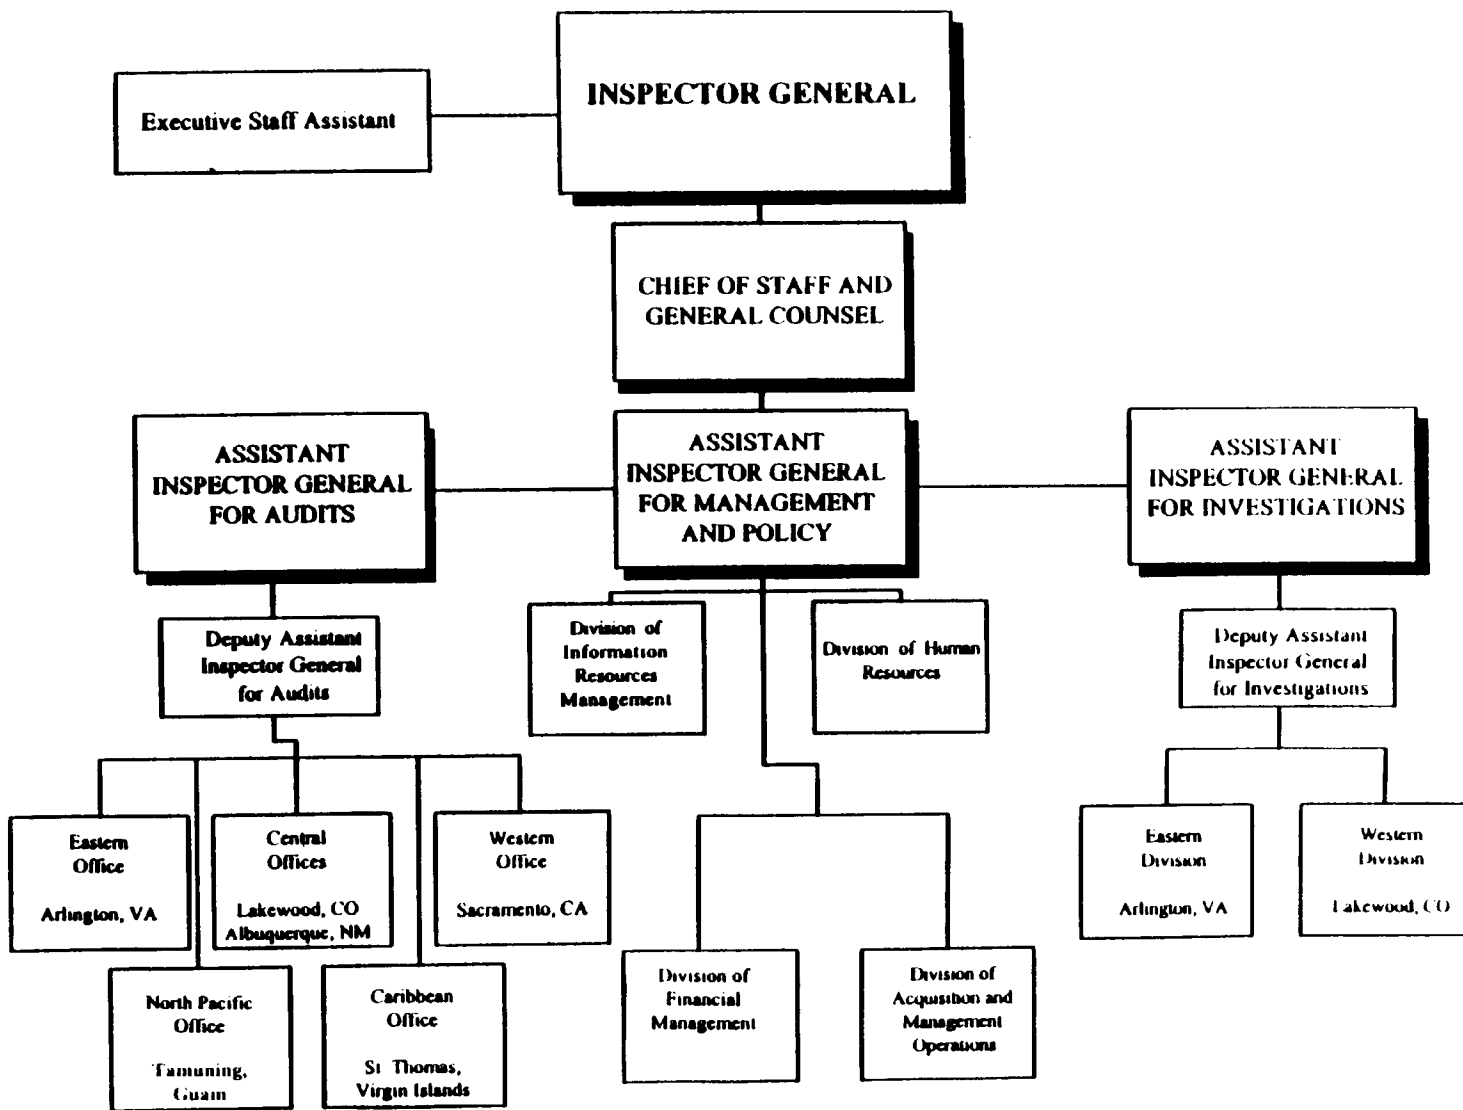 INSPECTOR GENERAL
Executive Staff Assistant
CHIEF OF STAFF AND
GENERAL COUNSEL
ASSISTANT
INSPECTOR GENERAL
FOR AUDITS
ASSISTANT
INSPECTOR GENERAL
FOR MANAGEMENT
AND POLICY
ASSISTANT
INSPECTOR GENERAL
FOR INVESTIGATIONS
Deputy Assistant
Inspector General
for Audits
Division of
Information
Resources
Management
Division of Human
Resources
Deputy Assistant
Inspector General
for Investigations
Eastern
Office
Arlington, VA
Central
Offices
Lakewood, CO
Albuquerque, NM
Western
Office
Sacramento, CA
Eastern
Division
Arlington, VA
Western
Division
Lakewood, CO
North Pacific
Office
Tamuning,
Guam
Caribbean
Office
St. Thomas,
Virgin Islands
Division of
Financial
Management
Division of
Acquisition and
Management
Operations